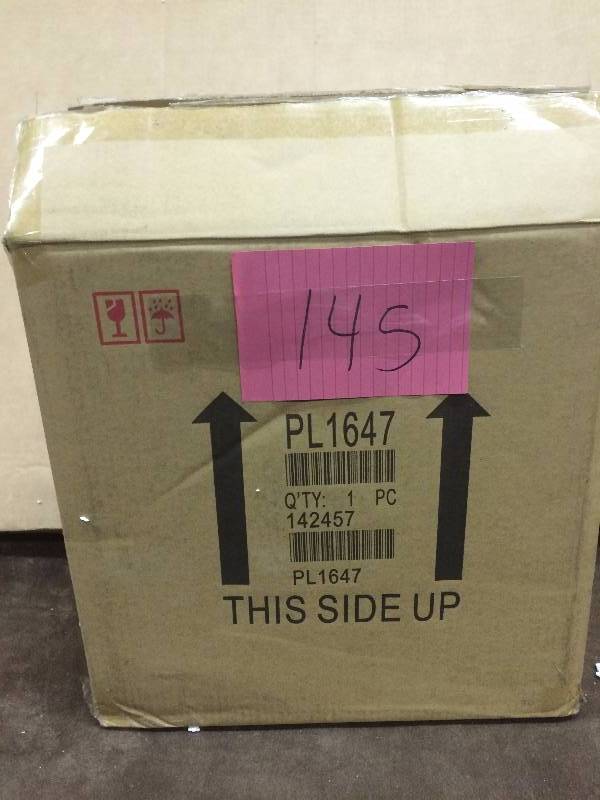 145
PL1647
Q'TY: 1 PC
142457
PL1647
THIS SIDE UP